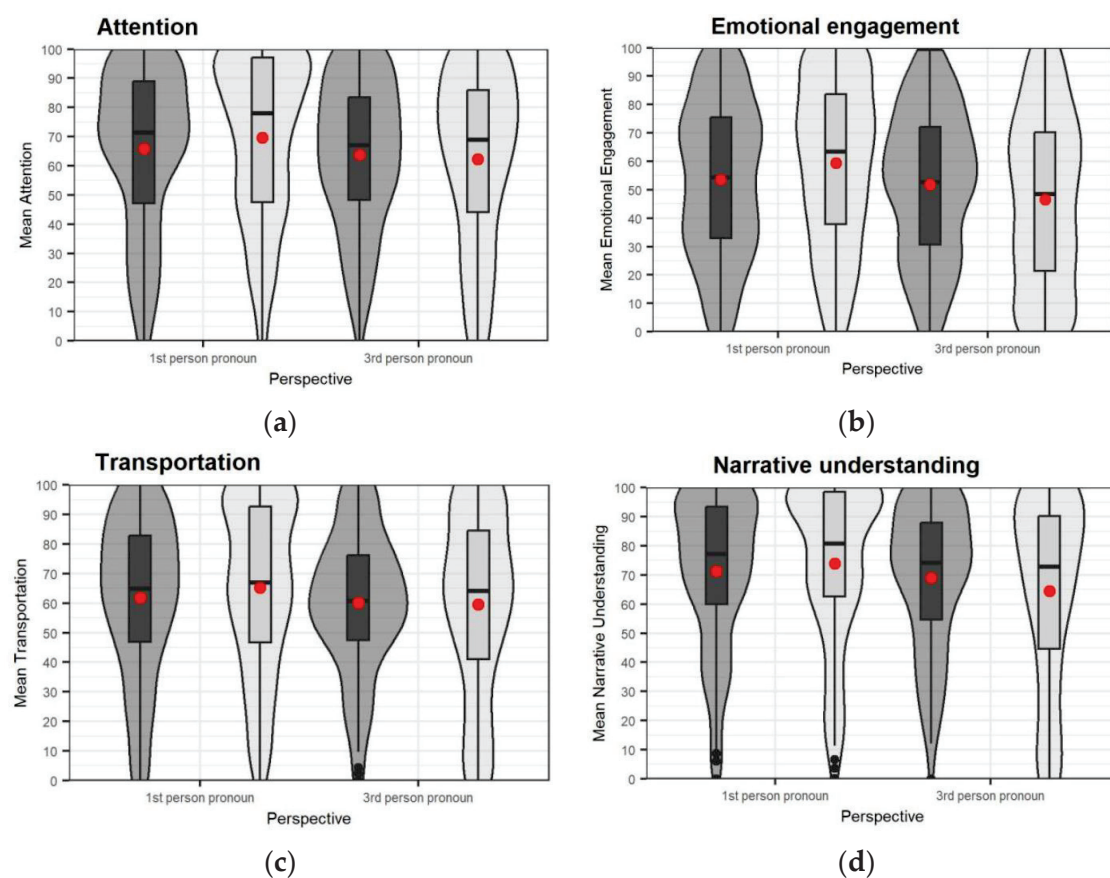 Attention
Mean Attention
100
90
80
70
60
50
40
30
20
10
0
1st person pronoun
3rd person pronoun
Perspective
(a)
Emotional engagement
Mean Emotional Engagement
100
90
80
70
60
50
40
30
20
10
0
1st person pronoun
3rd person pronoun
Perspective
(b)
Transportation
Mean Transportation
100
90
80
70
60
50
40
30
20
10
0
1st person pronoun
3rd person pronoun
Perspective
(c)
Narrative understanding
Mean Narrative Understanding
100
90
80
70
60
50
40
30
20
10
0
1st person pronoun
3rd person pronoun
Perspective
(d)